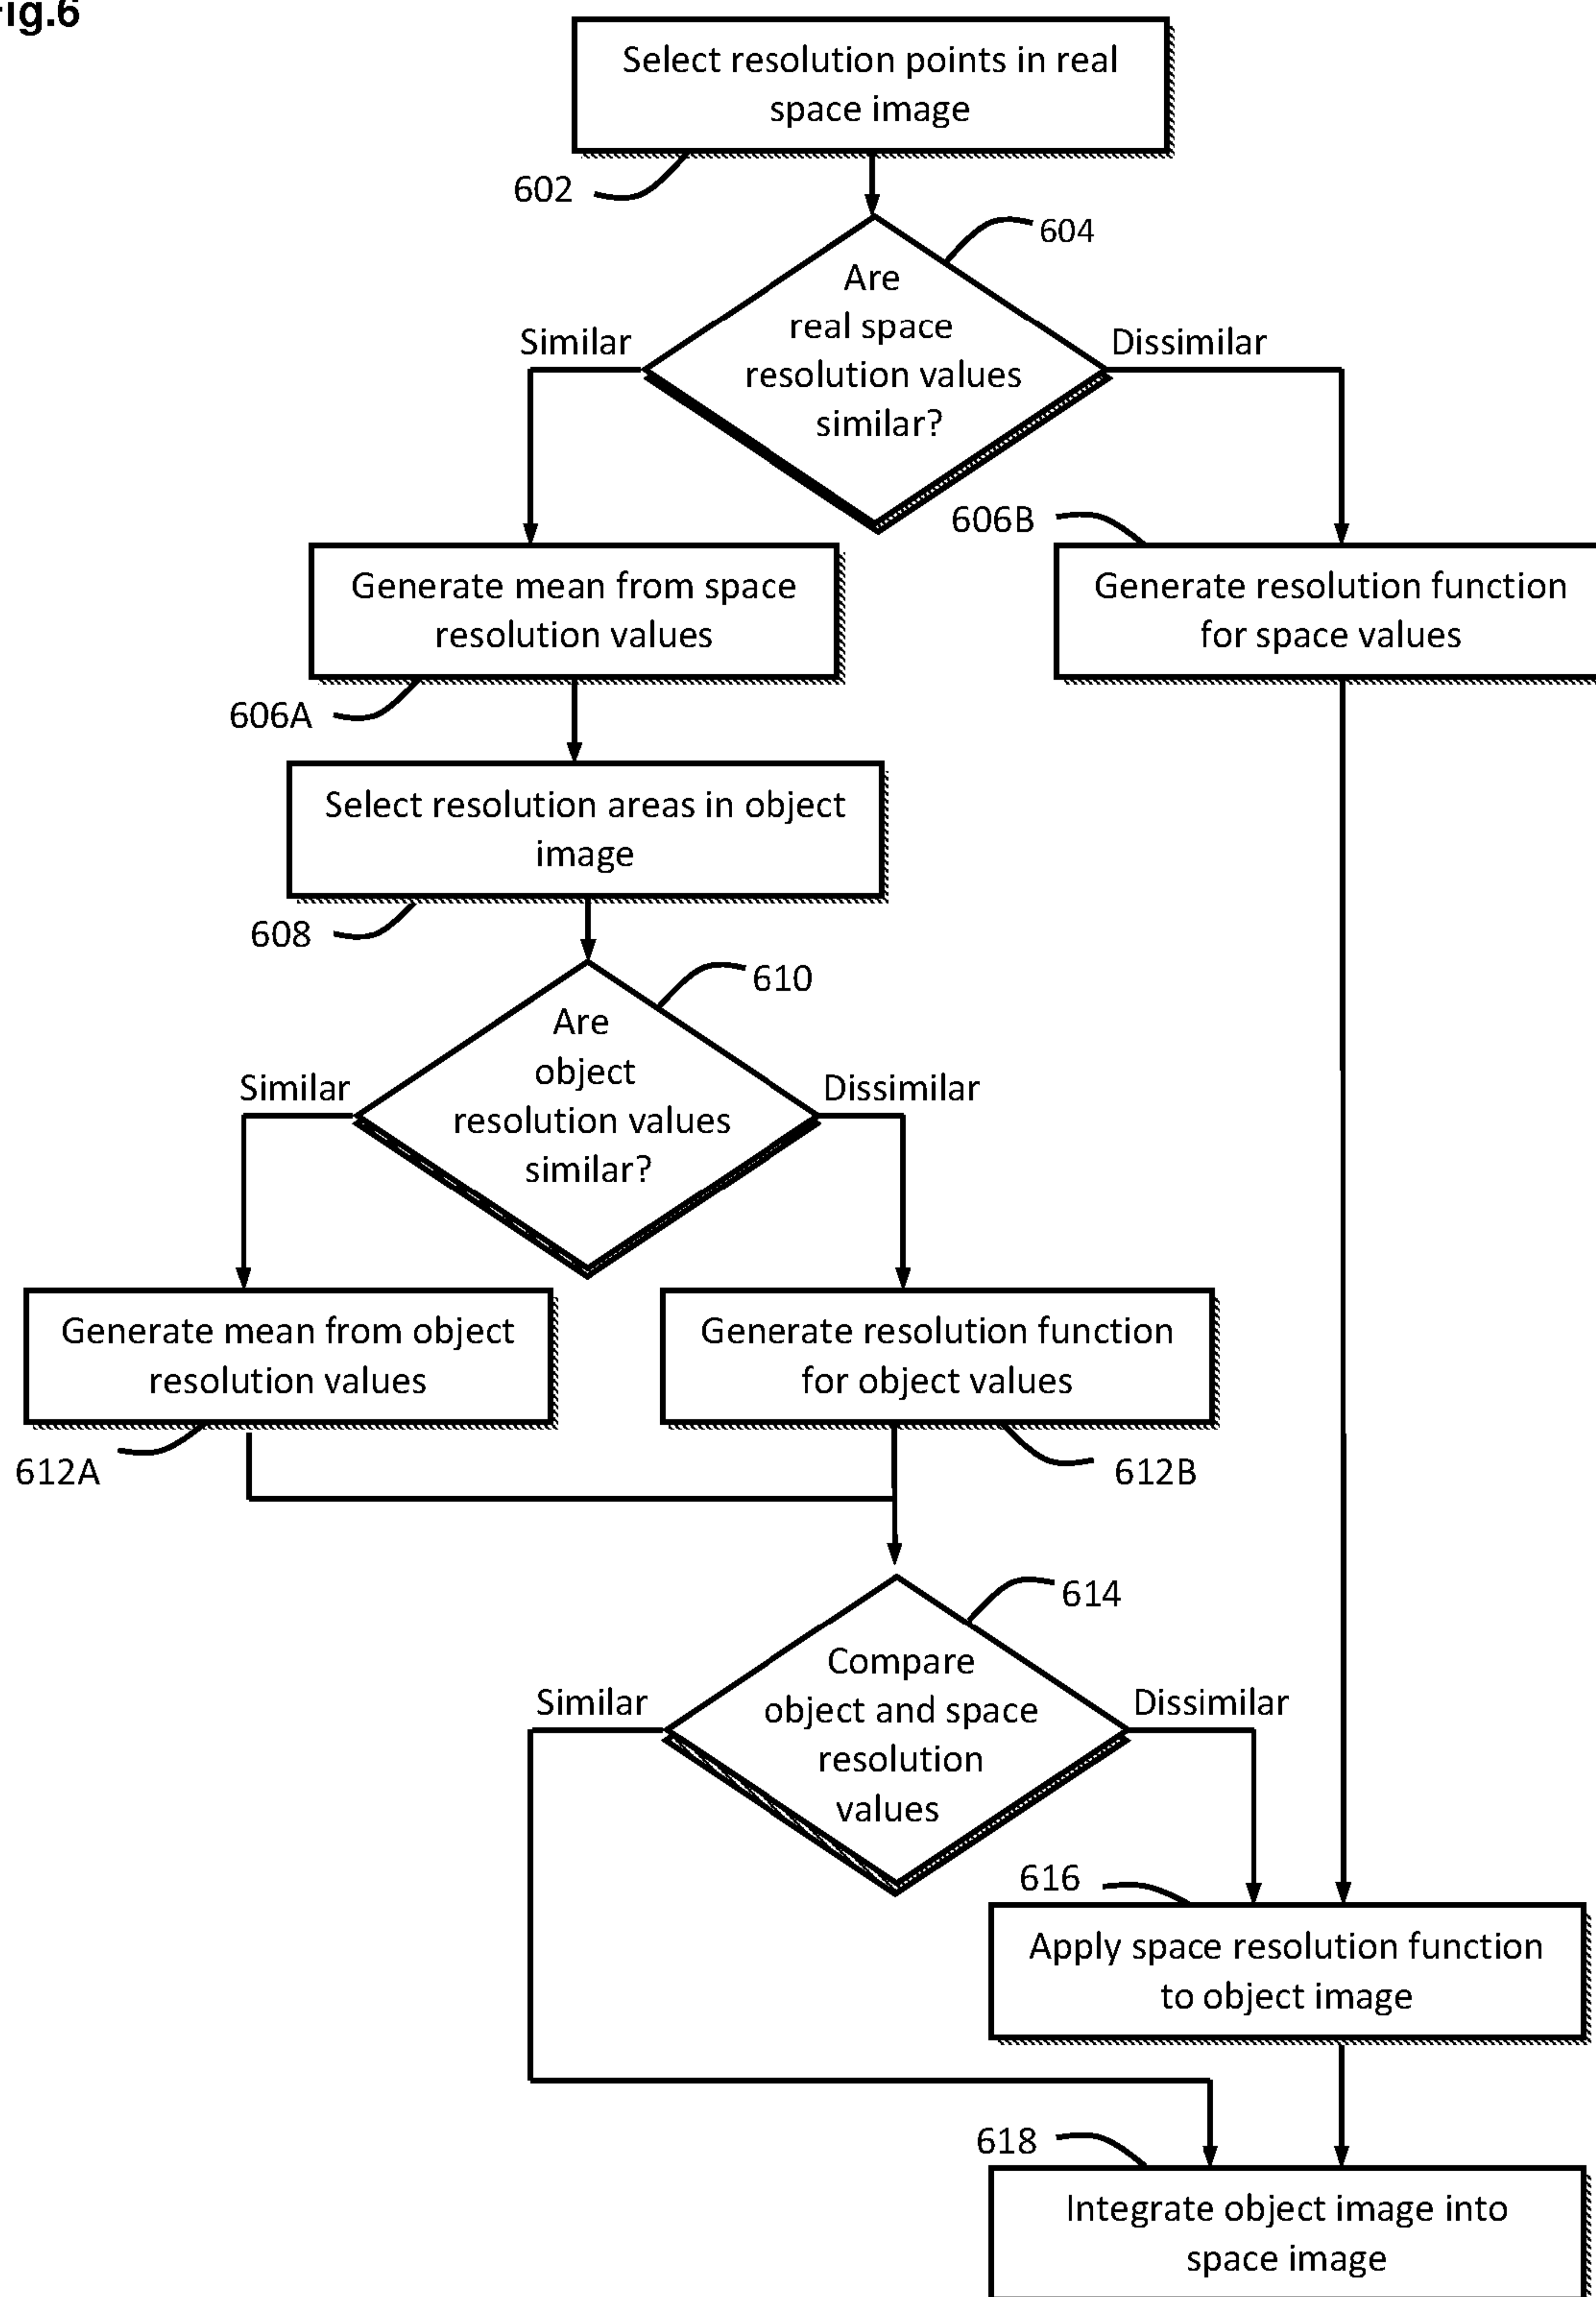 ig.6
Select resolution points in real
space image
602
604
Are
real space
resolution values
similar?
Similar
Dissimilar
606B
Generate mean from space
resolution values
Generate resolution function
for space values
606A
Select resolution areas in object
image
608
610
Are
object
resolution values
similar?
Similar
Dissimilar
Generate mean from object
resolution values
Generate resolution function
for object values
612A
612B
614
Compare
object and space
resolution
values
Similar
Dissimilar
616
Apply space resolution function
to object image
618
Integrate object image into
space image